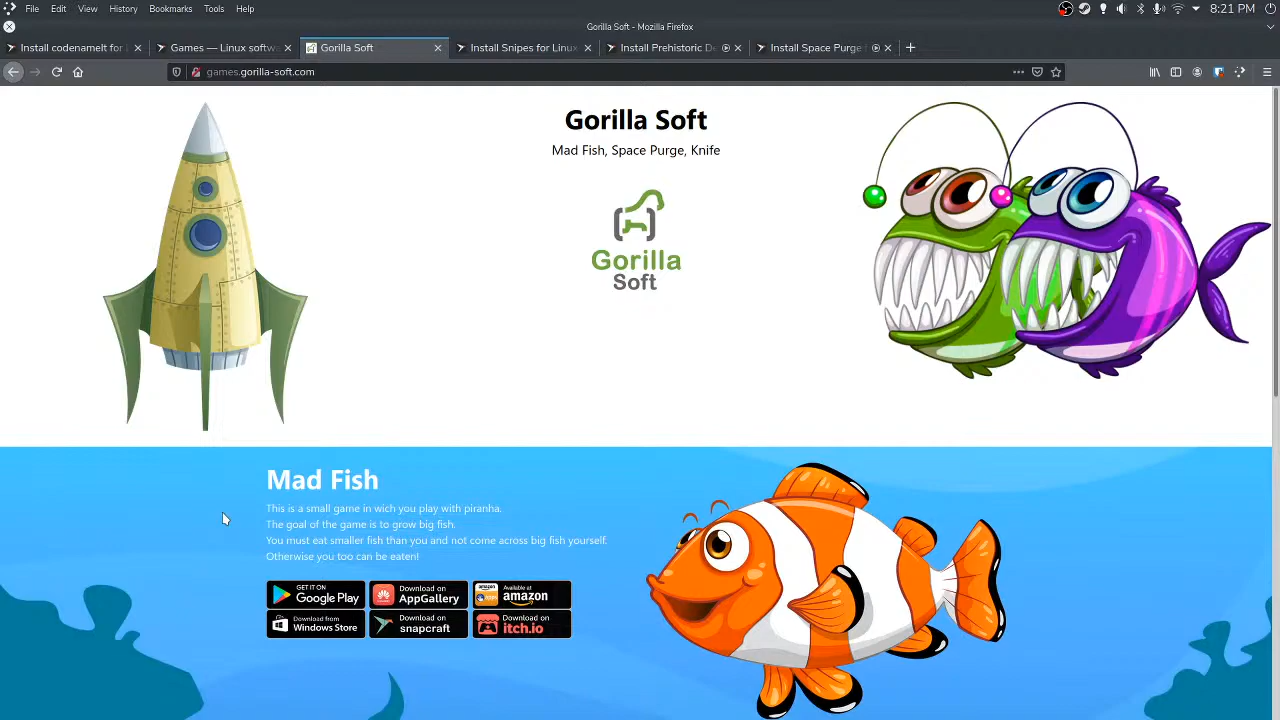 File Edit View History Bookmarks Tools Help
8:21 PM
Gorilla Soft - Mozilla Firefox
Install codenamelt for L
Games — Linux softwa
Gorilla Soft
Install Snipes for Linux
Install Prehistoric Da
Install Space Purge f
games.gorilla-soft.com
Gorilla Soft
Mad Fish, Space Purge, Knife
Gorilla
Soft
Mad Fish
This is a small game in wich you play with piranha.
The goal of the game is to grow big fish.
You must eat smaller fish than you and not come across big fish yourself.
Otherwise you too can be eaten!
GET IT ON
Google Play
Download on
AppGallery
amazon
Apps
Available at
amazon
Download from
Windows Store
Download on
snapcraft
Download on
itch.io